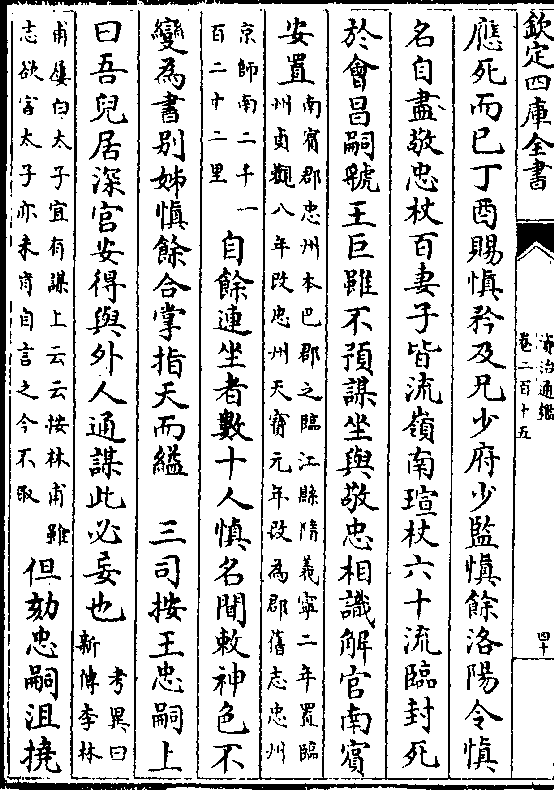 欽定四庫全書
資治通鑑
卷二百十五
四十
應死而已丁酉賜慎矜及兄少府少監慎餘洛陽令慎
名自盡敬忠杖百妻子皆流嶺南瑄杖六十流臨封死
於會昌嗣虢王巨雖不預謀坐與敬忠相識解官南賓
安置
南賓郡忠州本巴郡之臨江縣隋義寧二年置臨
州貞觀八年改忠州天寶元年改為郡舊志忠州
京師南二千一
百二十二里
自餘連坐者數十人慎名聞敕神色不
變為書別姊慎餘合掌指天而縊 三司按王忠嗣上
曰吾兒居深宮安得與外人通謀此必妄也
考異曰
新傳李林
甫屢白太子宜有謀上云云按林甫雖
志欲害太子亦未肯自言之今不取
但劾忠嗣沮撓